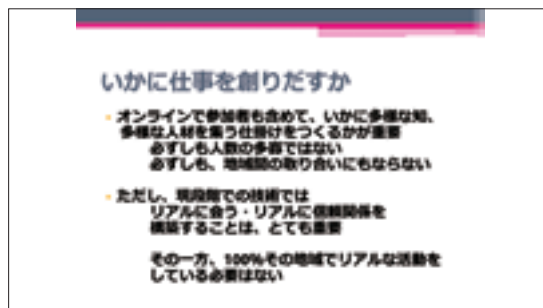 いかに仕事を創りだすか
オンラインで参加者も含めて、いかに多様な知、
多様な人材を集う仕掛けをつくるかが重要
必ずしも人数の多寡ではない
必ずしも、地域間の取り合いにもならない
ただし、現段階での技術では
リアルに会う・リアルに信頼関係を
構築することは、とても重要
その一方、100%その地域でリアルな活動を
している必要はない